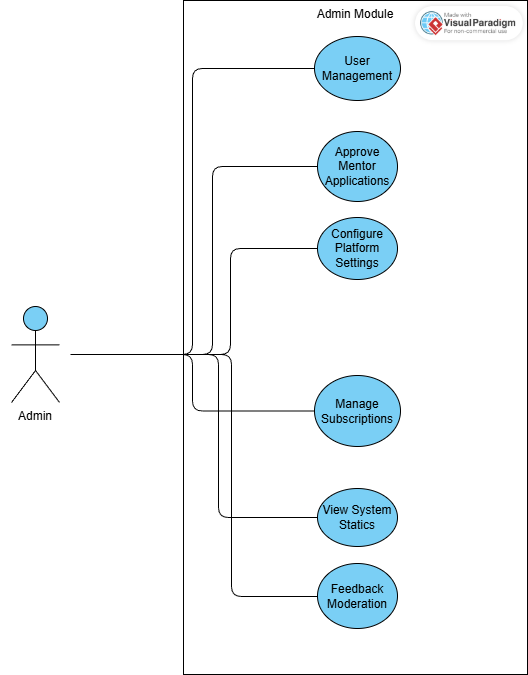 Admin Module
Made with
Visual Paradigm
For non-commercial use
User
Management
Approve
Mentor
Applications
Configure
Platform
Settings
Admin
Manage
Subscriptions
View System
Statics
Feedback
Moderation